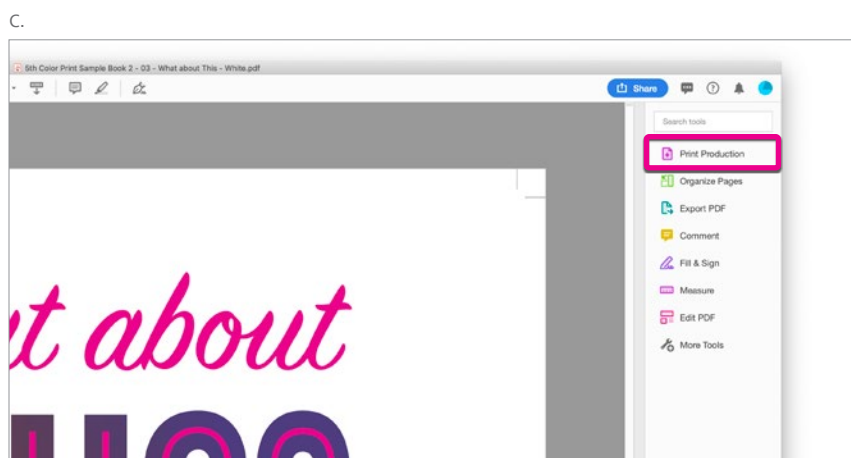 C.
5th Color Print Sample Book 2 - 03 - What about This - White.pdf
Share
Search tools
Print Production
Organize Pages
Export PDF
Comment
Fill & Sign
Measure
Edit PDF
More Tools
t about